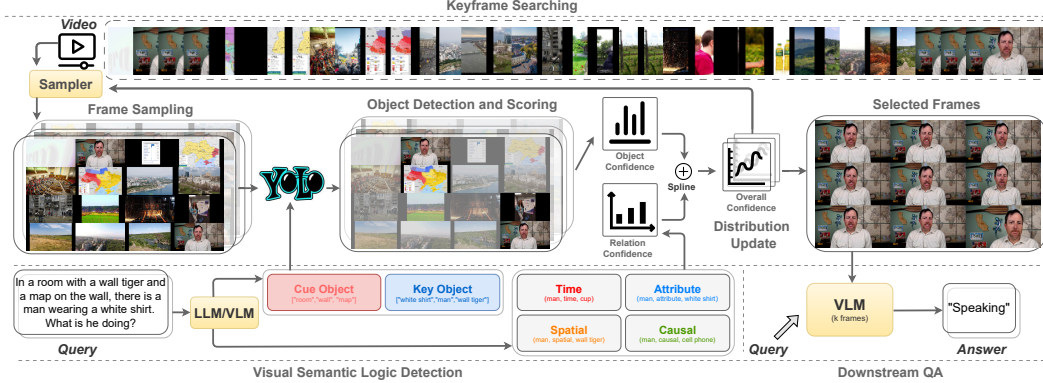 Keyframe Searching
Video
Sampler
Frame Sampling
Object Detection and Scoring
Selected Frames
YOLO
Object
Confidence
Spline
Relation
Confidence
Overall
Confidence
Distribution
Update
In a room with a wall tiger and
a map on the wall, there is a
man wearing a white shirt.
What is he doing?
Query
LLM/VLM
Cue Object
["room","wall", "map"]
Key Object
["white shirt","man","wall tiger"]
Time
(man, time, cup)
Attribute
(man, attribute, white shirt)
Spatial
(man, spatial, wall tiger)
Causal
(man, causal, cell phone)
VLM
(k frames)
Query
"Speaking"
Answer
Visual Semantic Logic Detection
Downstream QA